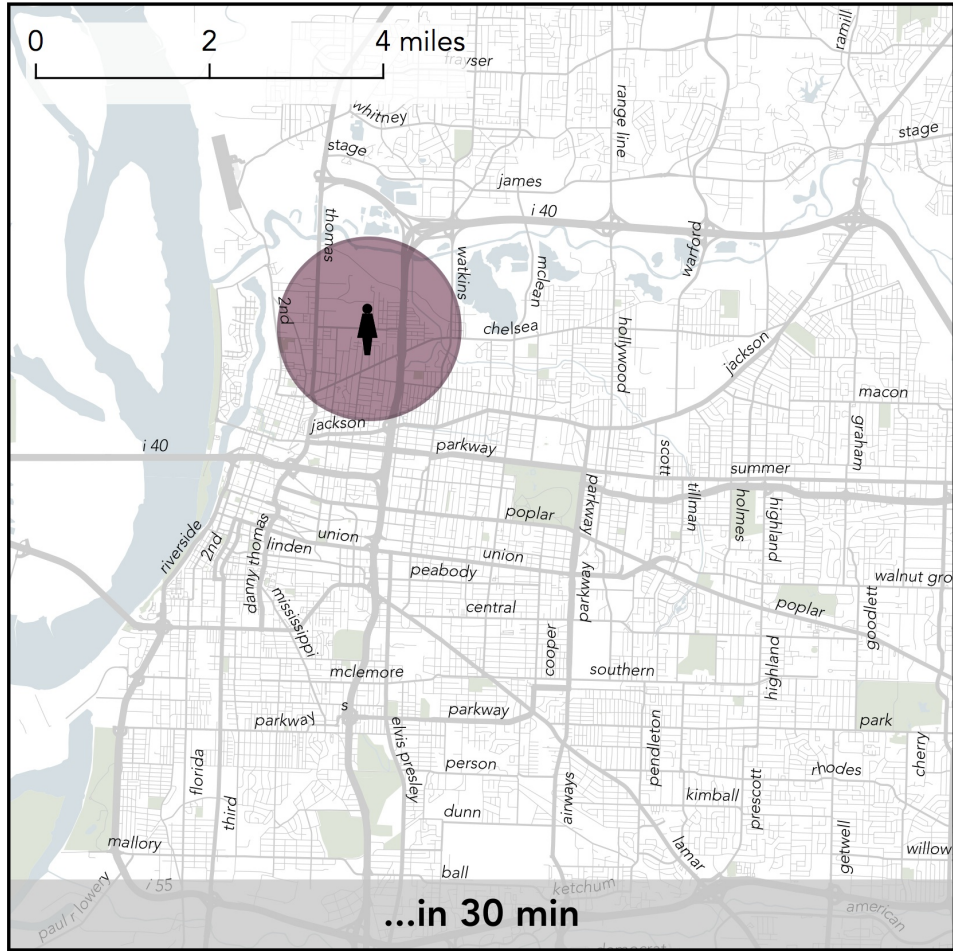 0 2 4 miles
frayser
ramill
whitney
range line
stage
stage
james
i 40
thomas
warford
watkins
mclean
2nd
chelsea
hollywood
jackson
macon
jackson
graham
i 40
parkway
scott
summer
parkway
tillman
holmes
highland
poplar
riverside
2nd
danny thomas
union
linden
union
peabody
walnut gro
mississippi
parkway
central
poplar
goodlett
cooper
mclemore
southern
highland
s
parkway
parkway
park
elvis presley
pendleton
cherry
florida
person
rhodes
third
airways
kimball
prescott
dunn
getwell
mallory
lamar
willow
ball
i 55
ketchum
paul r lowery
american
...in 30 min
democrat